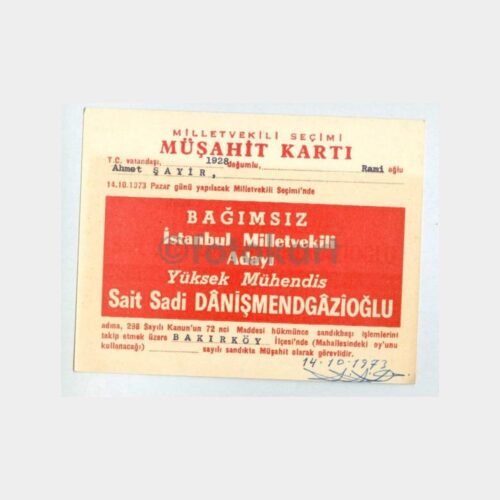 MİLLETVEKİLİ SEÇİMİ
MÜŞAHİT KARTI
T.C. vatandaşı, 1928 doğumlu, Rami oğlu
Ahmet ŞAYİR,
14.10.1973 Pazar günü yapılacak Milletvekili Seçimi'nde
BAĞIMSIZ
İstanbul Milletvekili
Adayı
Yüksek Mühendis
Sait Sadi DÂNİŞMENDGÂZİOĞLU
adına, 298 Sayılı Kanun'un 72 nci Maddesi hükmünce sandıkbaşı işlemlerini
takip etmek üzere BAKIRKÖY İlçesi'nde (Mahallesindeki oy'unu
kullanacağı) sayılı sandıkta Müşahit olarak görevlidir.
14-10-1973